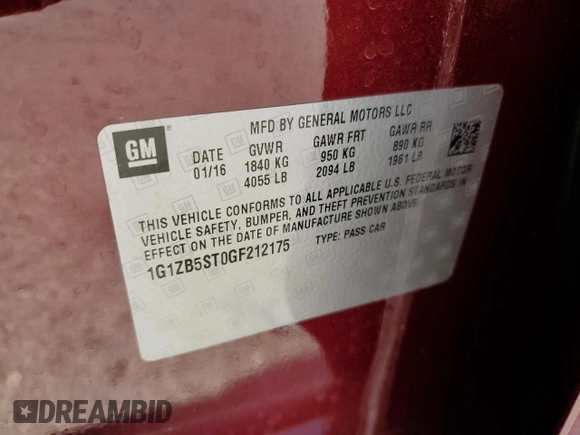 MFD BY GENERAL MOTORS LLC
GM
DATE GVWR GAWR FRT GAWR RR
01/16 1840 KG 950 KG 890 KG
4055 LB 2094 LB 1961 LB
THIS VEHICLE CONFORMS TO ALL APPLICABLE U.S. FEDERAL MOTOR
VEHICLE SAFETY, BUMPER, AND THEFT PREVENTION STANDARDS IN
EFFECT ON THE DATE OF MANUFACTURE SHOWN ABOVE.
1G1ZB5ST0GF212175 TYPE: PASS CAR
DREAMBID